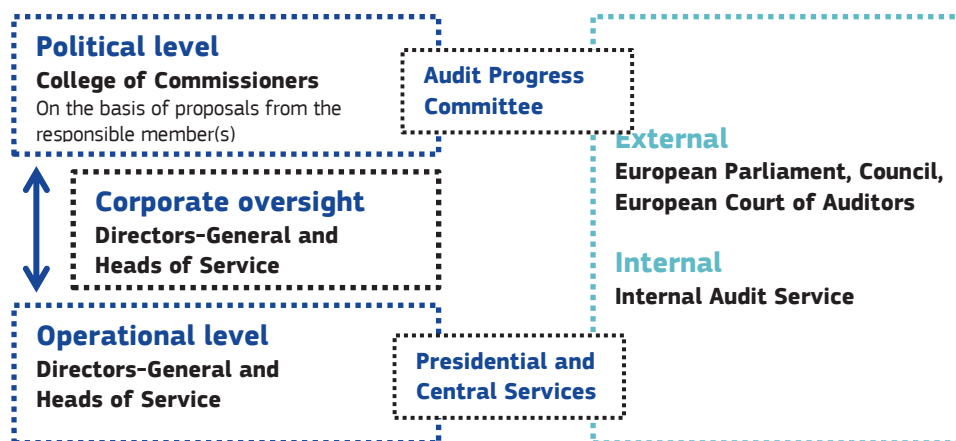 Political level
College of Commissioners
On the basis of proposals from the
responsible member(s)
Audit Progress
Committee
External
European Parliament, Council,
European Court of Auditors
Corporate oversight
Directors-General and
Heads of Service
Internal
Internal Audit Service
Operational level
Directors-General and
Heads of Service
Presidential and
Central Services